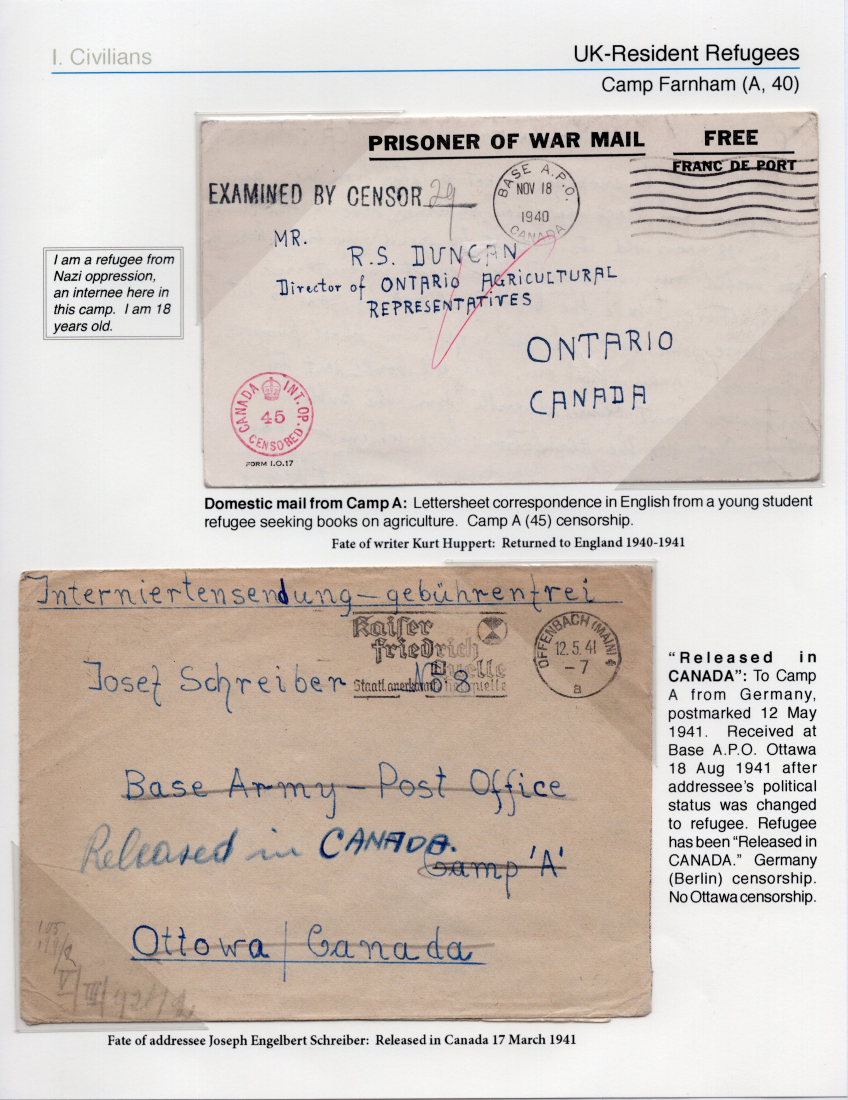 I. Civilians
UK-Resident Refugees
Camp Farnham (A, 40)
PRISONER OF WAR MAIL FREE
FRANC DE PORT
EXAMINED BY CENSOR 29
BASE A.P.O.
NOV 18
1940
CANADA
MR.
R.S. DUNCAN
Director of ONTARIO AGRICULTURAL
REPRESENTATIVES
ONTARIO
CANADA
CANADA INT. OP.
45
CENSORED
FORM I.O.17
I am a refugee from
Nazi oppression,
an internee here in
this camp. I am 18
years old.
Domestic mail from Camp A: Lettersheet correspondence in English from a young student
refugee seeking books on agriculture. Camp A (45) censorship.
Fate of writer Kurt Huppert: Returned to England 1940-1941
Interniertensendung – gebührenfrei
Kaiser
friedrich
Quelle
OFFENBACH (MAIN)
12.5.41
– 7
a
Josef Schreiber No 8
Base Army – Post Office
Released in CANADA.
Camp 'A'
Ottowa / Canada
"Released in
CANADA": To Camp
A from Germany,
postmarked 12 May
1941. Received at
Base A.P.O. Ottawa
18 Aug 1941 after
addressee's political
status was changed
to refugee. Refugee
has been "Released in
CANADA." Germany
(Berlin) censorship.
No Ottawa censorship.
Fate of addressee Joseph Engelbert Schreiber: Released in Canada 17 March 1941